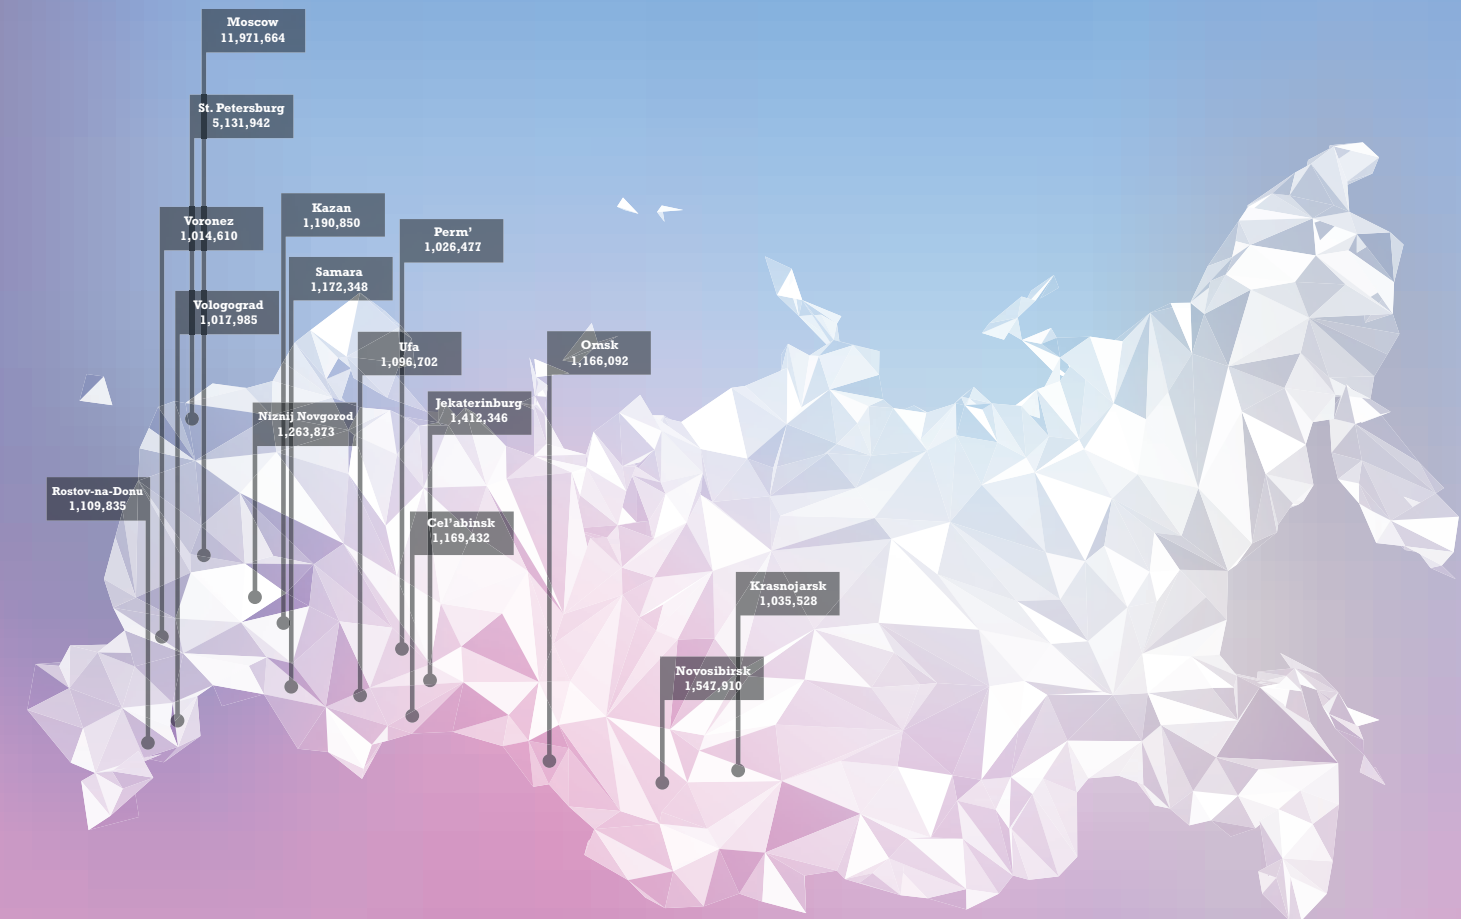 Moscow
11,971,664
St. Petersburg
5,131,942
Kazan
1,190,850
Voronez
1,014,610
Perm’
1,026,477
Samara
1,172,348
Vologograd
1,017,985
Ufa
1,096,702
Omsk
1,166,092
Jekaterinburg
1,412,346
Niznij Novgorod
1,263,873
Rostov-na-Donu
1,109,835
Cel’abinsk
1,169,432
Krasnojarsk
1,035,528
Novosibirsk
1,547,910